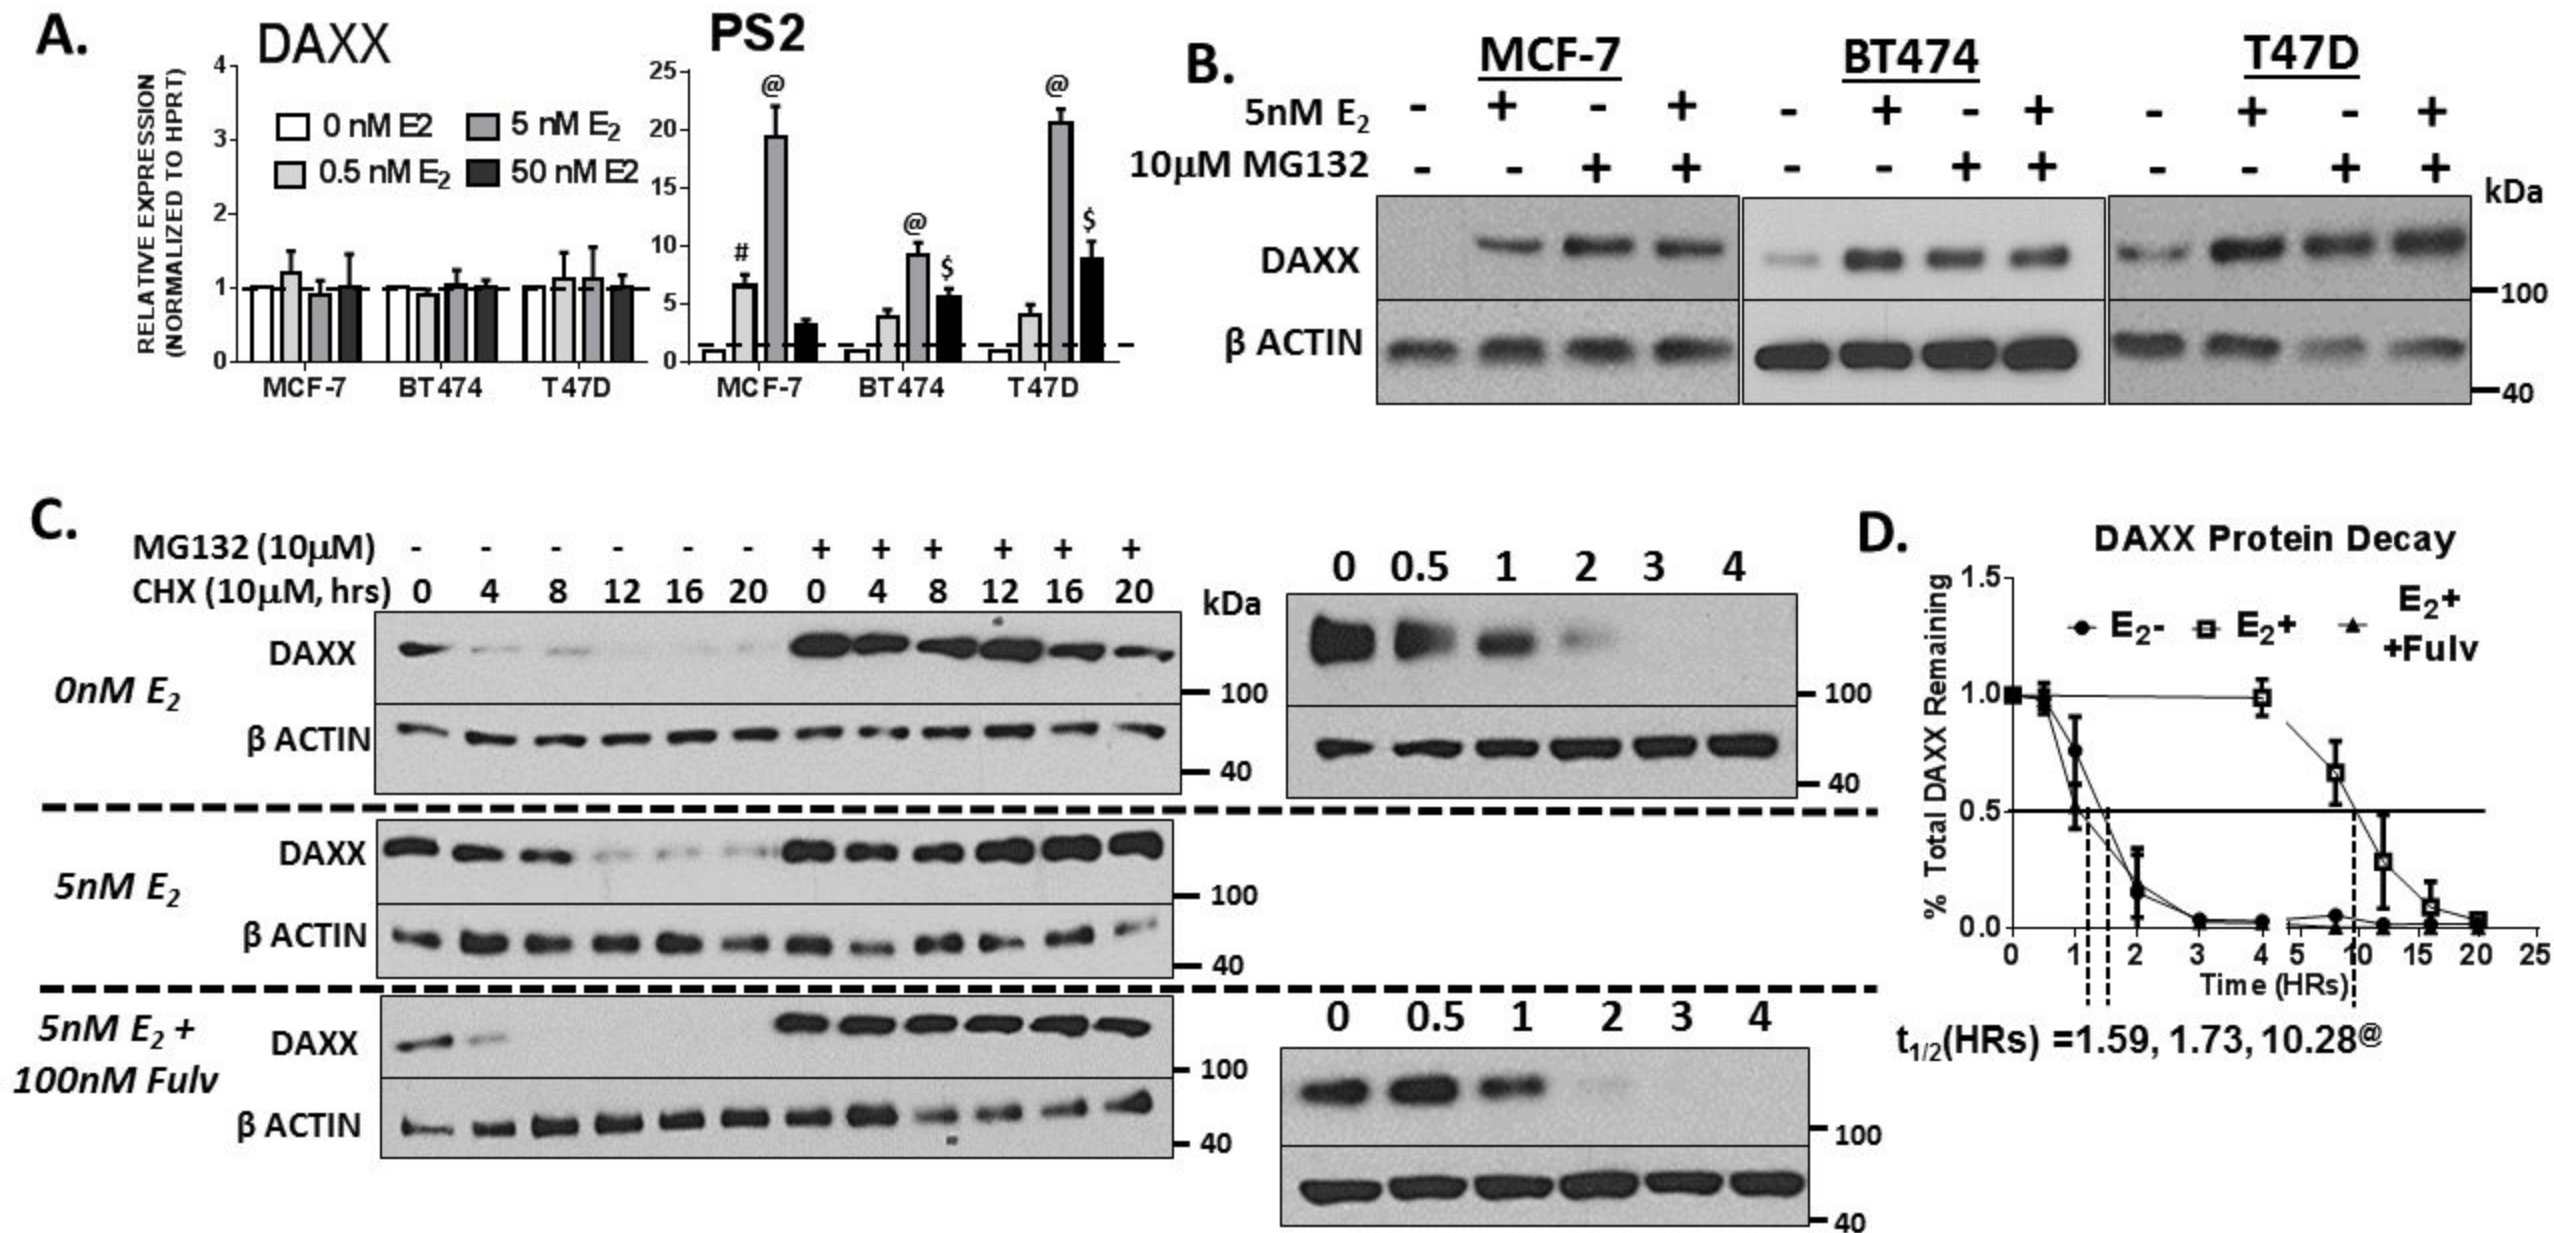 A.
DAXX
PS2
RELATIVE EXPRESSION
(NORMALIZED TO HPRT)
4
3
2
1
0
0 nM E2
5 nM E₂
0.5 nM E₂
50 nM E2
MCF-7
BT474
T47D
25
20
15
10
5
0
#
@
@
$
@
$
MCF-7
BT474
T47D
B.
MCF-7
BT474
T47D
5nM E₂ - + - + - + - + - + - +
10μM MG132 - - + + - - + + - - + +
kDa
DAXX
100
β ACTIN
40
C.
MG132 (10μM) - - - - - - + + + + + +
CHX (10μM, hrs) 0 4 8 12 16 20 0 4 8 12 16 20
kDa
0 0.5 1 2 3 4
0nM E₂
DAXX
100
100
β ACTIN
40
40
5nM E₂
DAXX
100
β ACTIN
40
5nM E₂ +
100nM Fulv
DAXX
100
β ACTIN
40
0 0.5 1 2 3 4
100
40
D.
DAXX Protein Decay
% Total DAXX Remaining
1.5
1.0
0.5
0.0
E₂-
E₂+
E₂+
+Fulv
0 1 2 3 4 5 10 15 20 25
Time (HRs)
t₁/₂(HRs) =1.59, 1.73, 10.28@